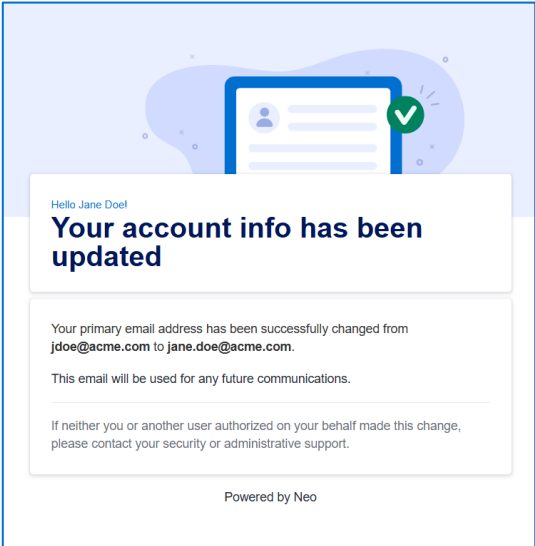 Hello Jane Doe!
Your account info has been
updated
Your primary email address has been successfully changed from
jdoe@acme.com to jane.doe@acme.com.
This email will be used for any future communications.
If neither you or another user authorized on your behalf made this change,
please contact your security or administrative support.
Powered by Neo